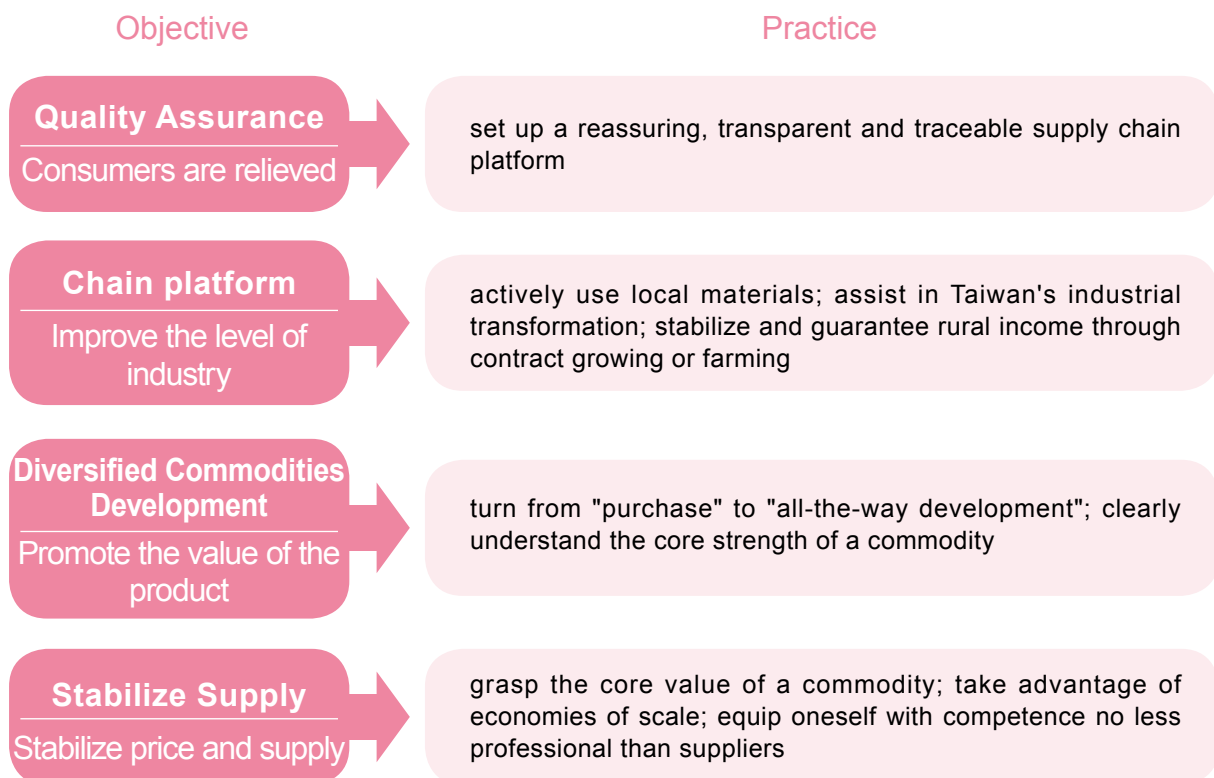 Objective
Practice
Quality Assurance
Consumers are relieved
set up a reassuring, transparent and traceable supply chain
platform
Chain platform
Improve the level of
industry
actively use local materials; assist in Taiwan's industrial
transformation; stabilize and guarantee rural income through
contract growing or farming
Diversified Commodities
Development
Promote the value of the
product
turn from "purchase" to "all-the-way development"; clearly
understand the core strength of a commodity
Stabilize Supply
Stabilize price and supply
grasp the core value of a commodity; take advantage of
economies of scale; equip oneself with competence no less
professional than suppliers